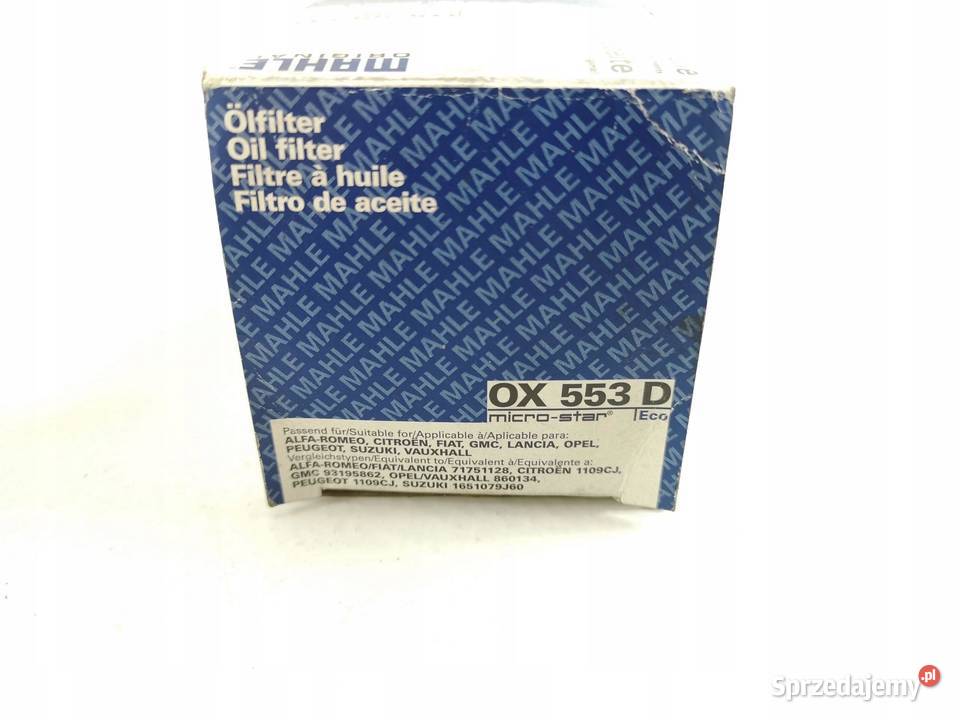 MAHLE
ORIGINAL
Ölfilter
Oil filter
Filtre à huile
Filtro de aceite
OX 553 D
micro-star® Eco
Passend für/Suitable for/Applicable à/Aplicable para:
ALFA-ROMEO, CITROËN, FIAT, GMC, LANCIA, OPEL,
PEUGEOT, SUZUKI, VAUXHALL
Vergleichstypen/Equivalent to/Equivalent à/Equivalente a:
ALFA-ROMEO/FIAT/LANCIA 71751128, CITROËN 1109CJ,
GMC 93195862, OPEL/VAUXHALL 860134,
PEUGEOT 1109CJ, SUZUKI 1651079J60
Sprzedajemy.pl